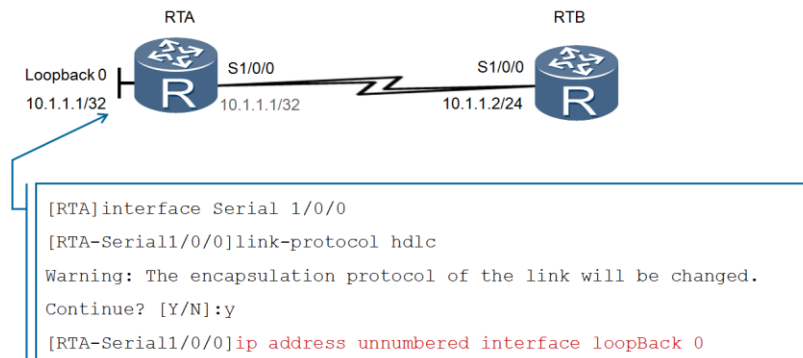 RTA
RTB
S1/0/0
S1/0/0
Loopback 0
10.1.1.1/32
10.1.1.1/32
10.1.1.2/24
R
R
[RTA]interface Serial 1/0/0
[RTA-Serial1/0/0]link-protocol hdlc
Warning: The encapsulation protocol of the link will be changed.
Continue? [Y/N]:y
[RTA-Serial1/0/0]ip address unnumbered interface loopBack 0